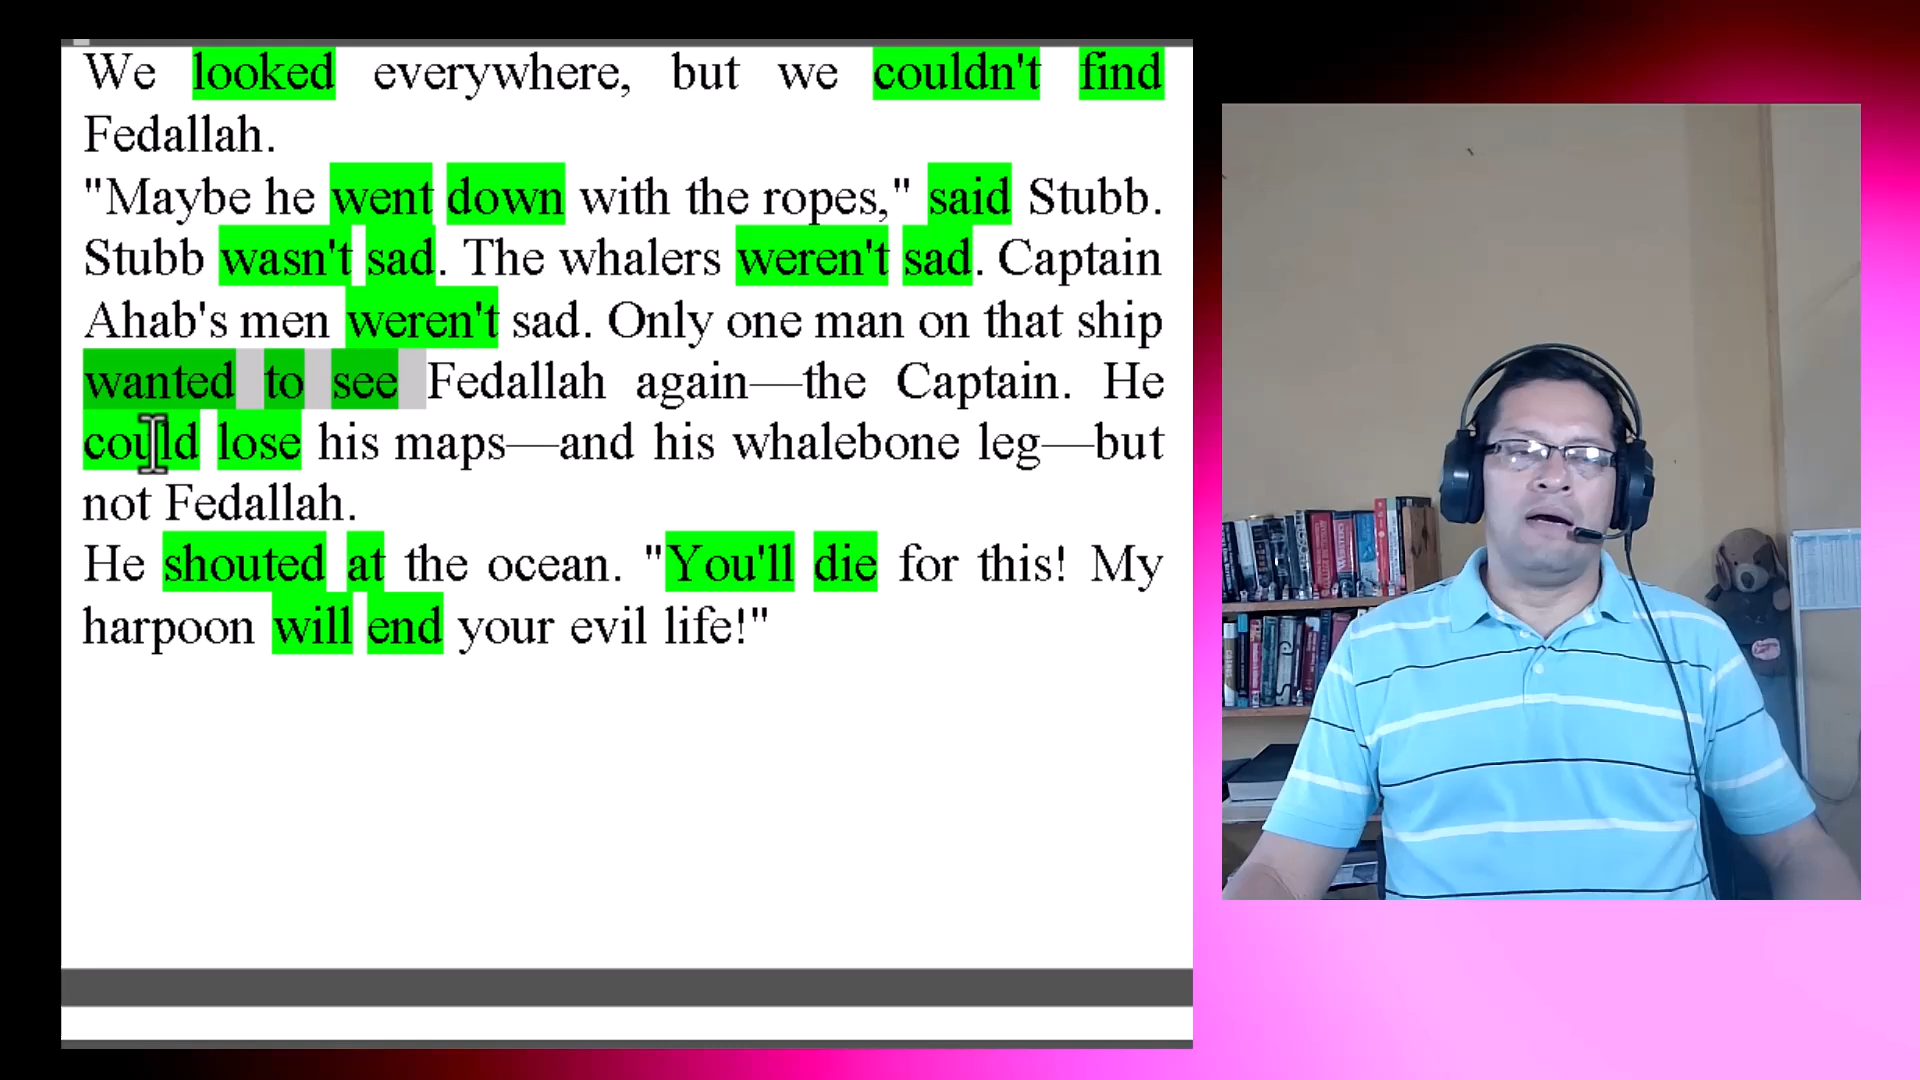 We looked everywhere, but we couldn't find
Fedallah.
"Maybe he went down with the ropes," said Stubb.
Stubb wasn't sad. The whalers weren't sad. Captain
Ahab's men weren't sad. Only one man on that ship
wanted to see Fedallah again—the Captain. He
could lose his maps—and his whalebone leg—but
not Fedallah.
He shouted at the ocean. "You'll die for this! My
harpoon will end your evil life!"